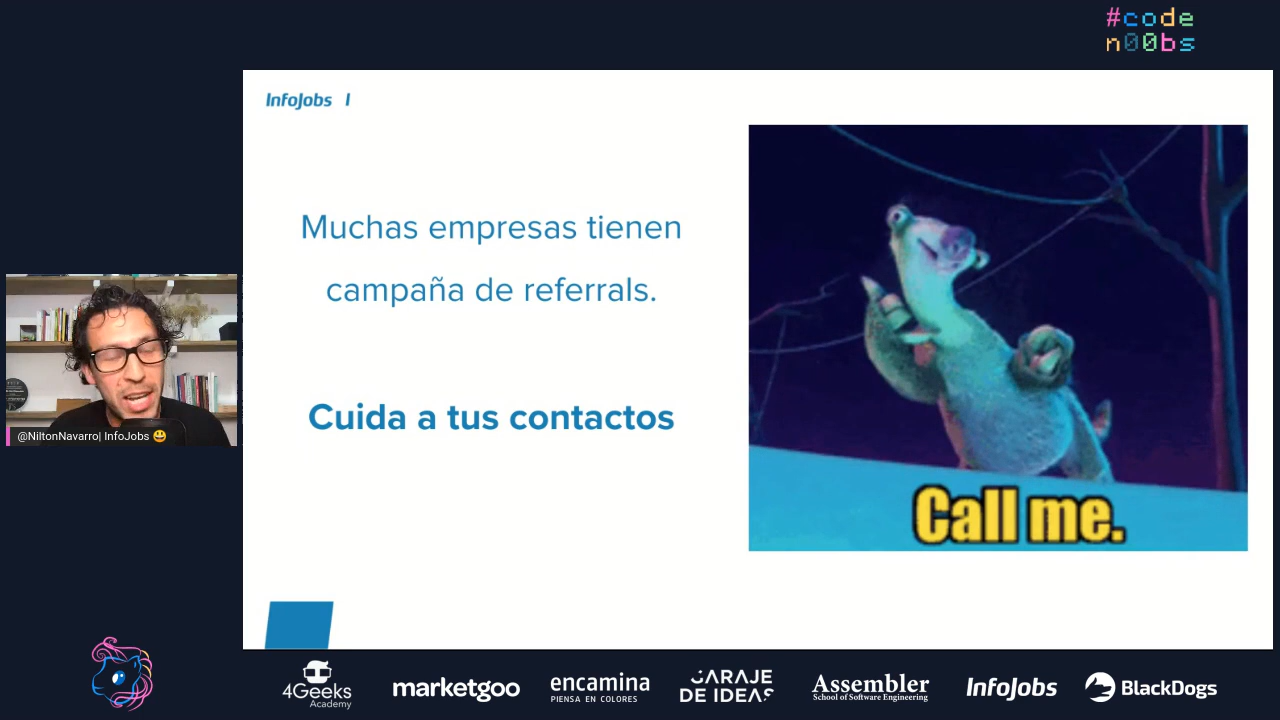 #code
n00bs
InfoJobs
Muchas empresas tienen
campaña de referrals.
Cuida a tus contactos
Call me.
@NiltonNavarro| InfoJobs 😃
4Geeks
Academy
marketgoo
encamina
PIENSA EN COLORES
GARAJE
DE IDEAS
Assembler
School of Software Engineering
InfoJobs
BlackDogs